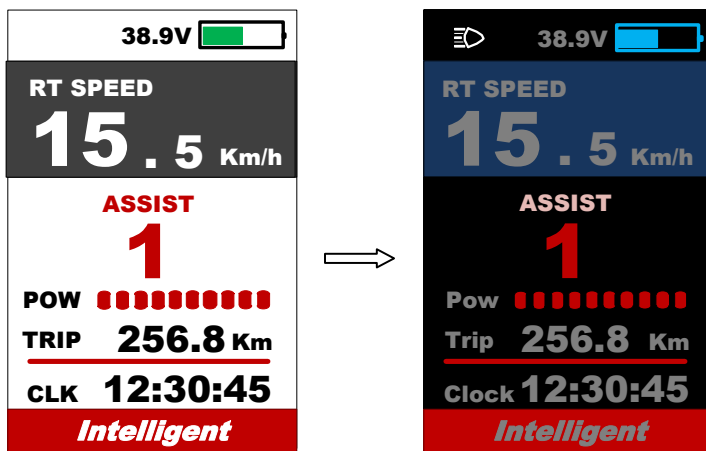 38.9V
RT SPEED
15.5 Km/h
ASSIST
1
POW
TRIP 256.8 Km
CLK 12:30:45
Intelligent
38.9V
RT SPEED
15.5 Km/h
ASSIST
1
Pow
Trip 256.8 Km
Clock 12:30:45
Intelligent